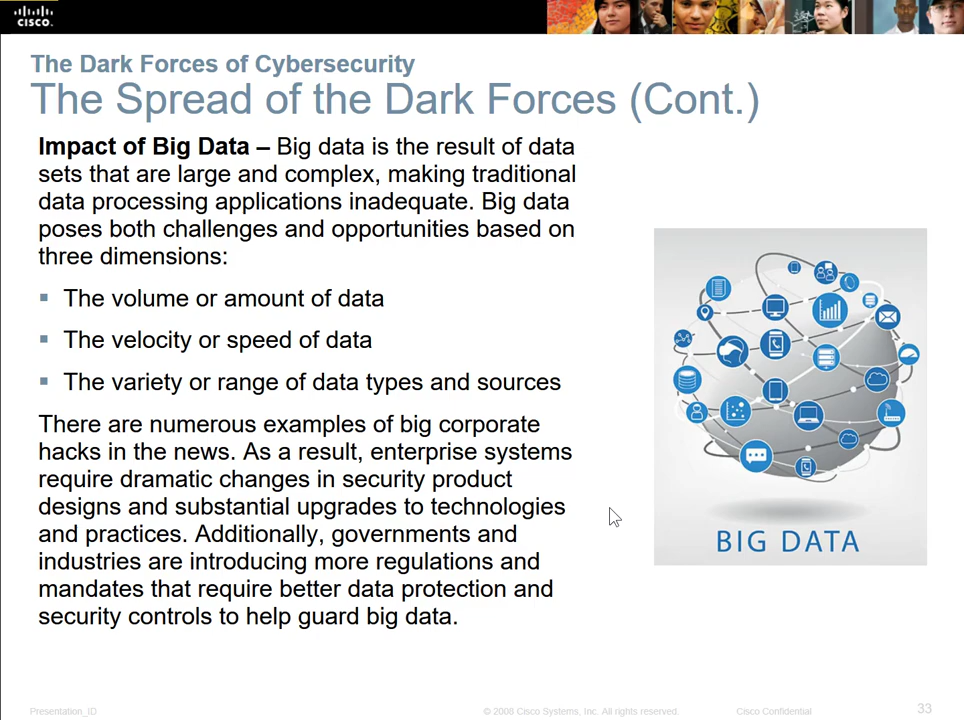 CISCO
The Dark Forces of Cybersecurity
The Spread of the Dark Forces (Cont.)
Impact of Big Data – Big data is the result of data
sets that are large and complex, making traditional
data processing applications inadequate. Big data
poses both challenges and opportunities based on
three dimensions:
▪ The volume or amount of data
▪ The velocity or speed of data
▪ The variety or range of data types and sources
There are numerous examples of big corporate
hacks in the news. As a result, enterprise systems
require dramatic changes in security product
designs and substantial upgrades to technologies
and practices. Additionally, governments and
industries are introducing more regulations and
mandates that require better data protection and
security controls to help guard big data.
BIG DATA
Presentation_ID
© 2008 Cisco Systems, Inc. All rights reserved.
Cisco Confidential
33